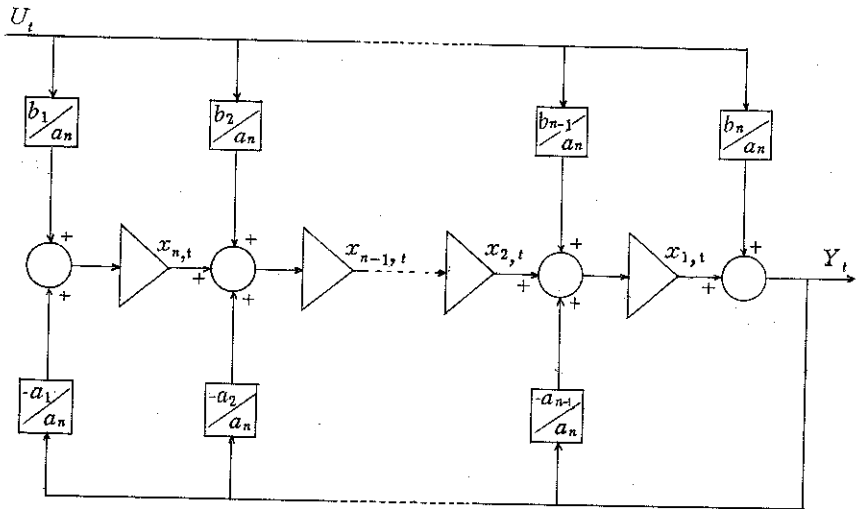 U_t
b_1/a_n b_2/a_n b_{n-1}/a_n b_n/a_n
+ + + +
x_{n,t} x_{n-1,t} x_{2,t} x_{1,t} Y_t
+ + +
+ + +
-a_1/a_n -a_2/a_n -a_{n-1}/a_n